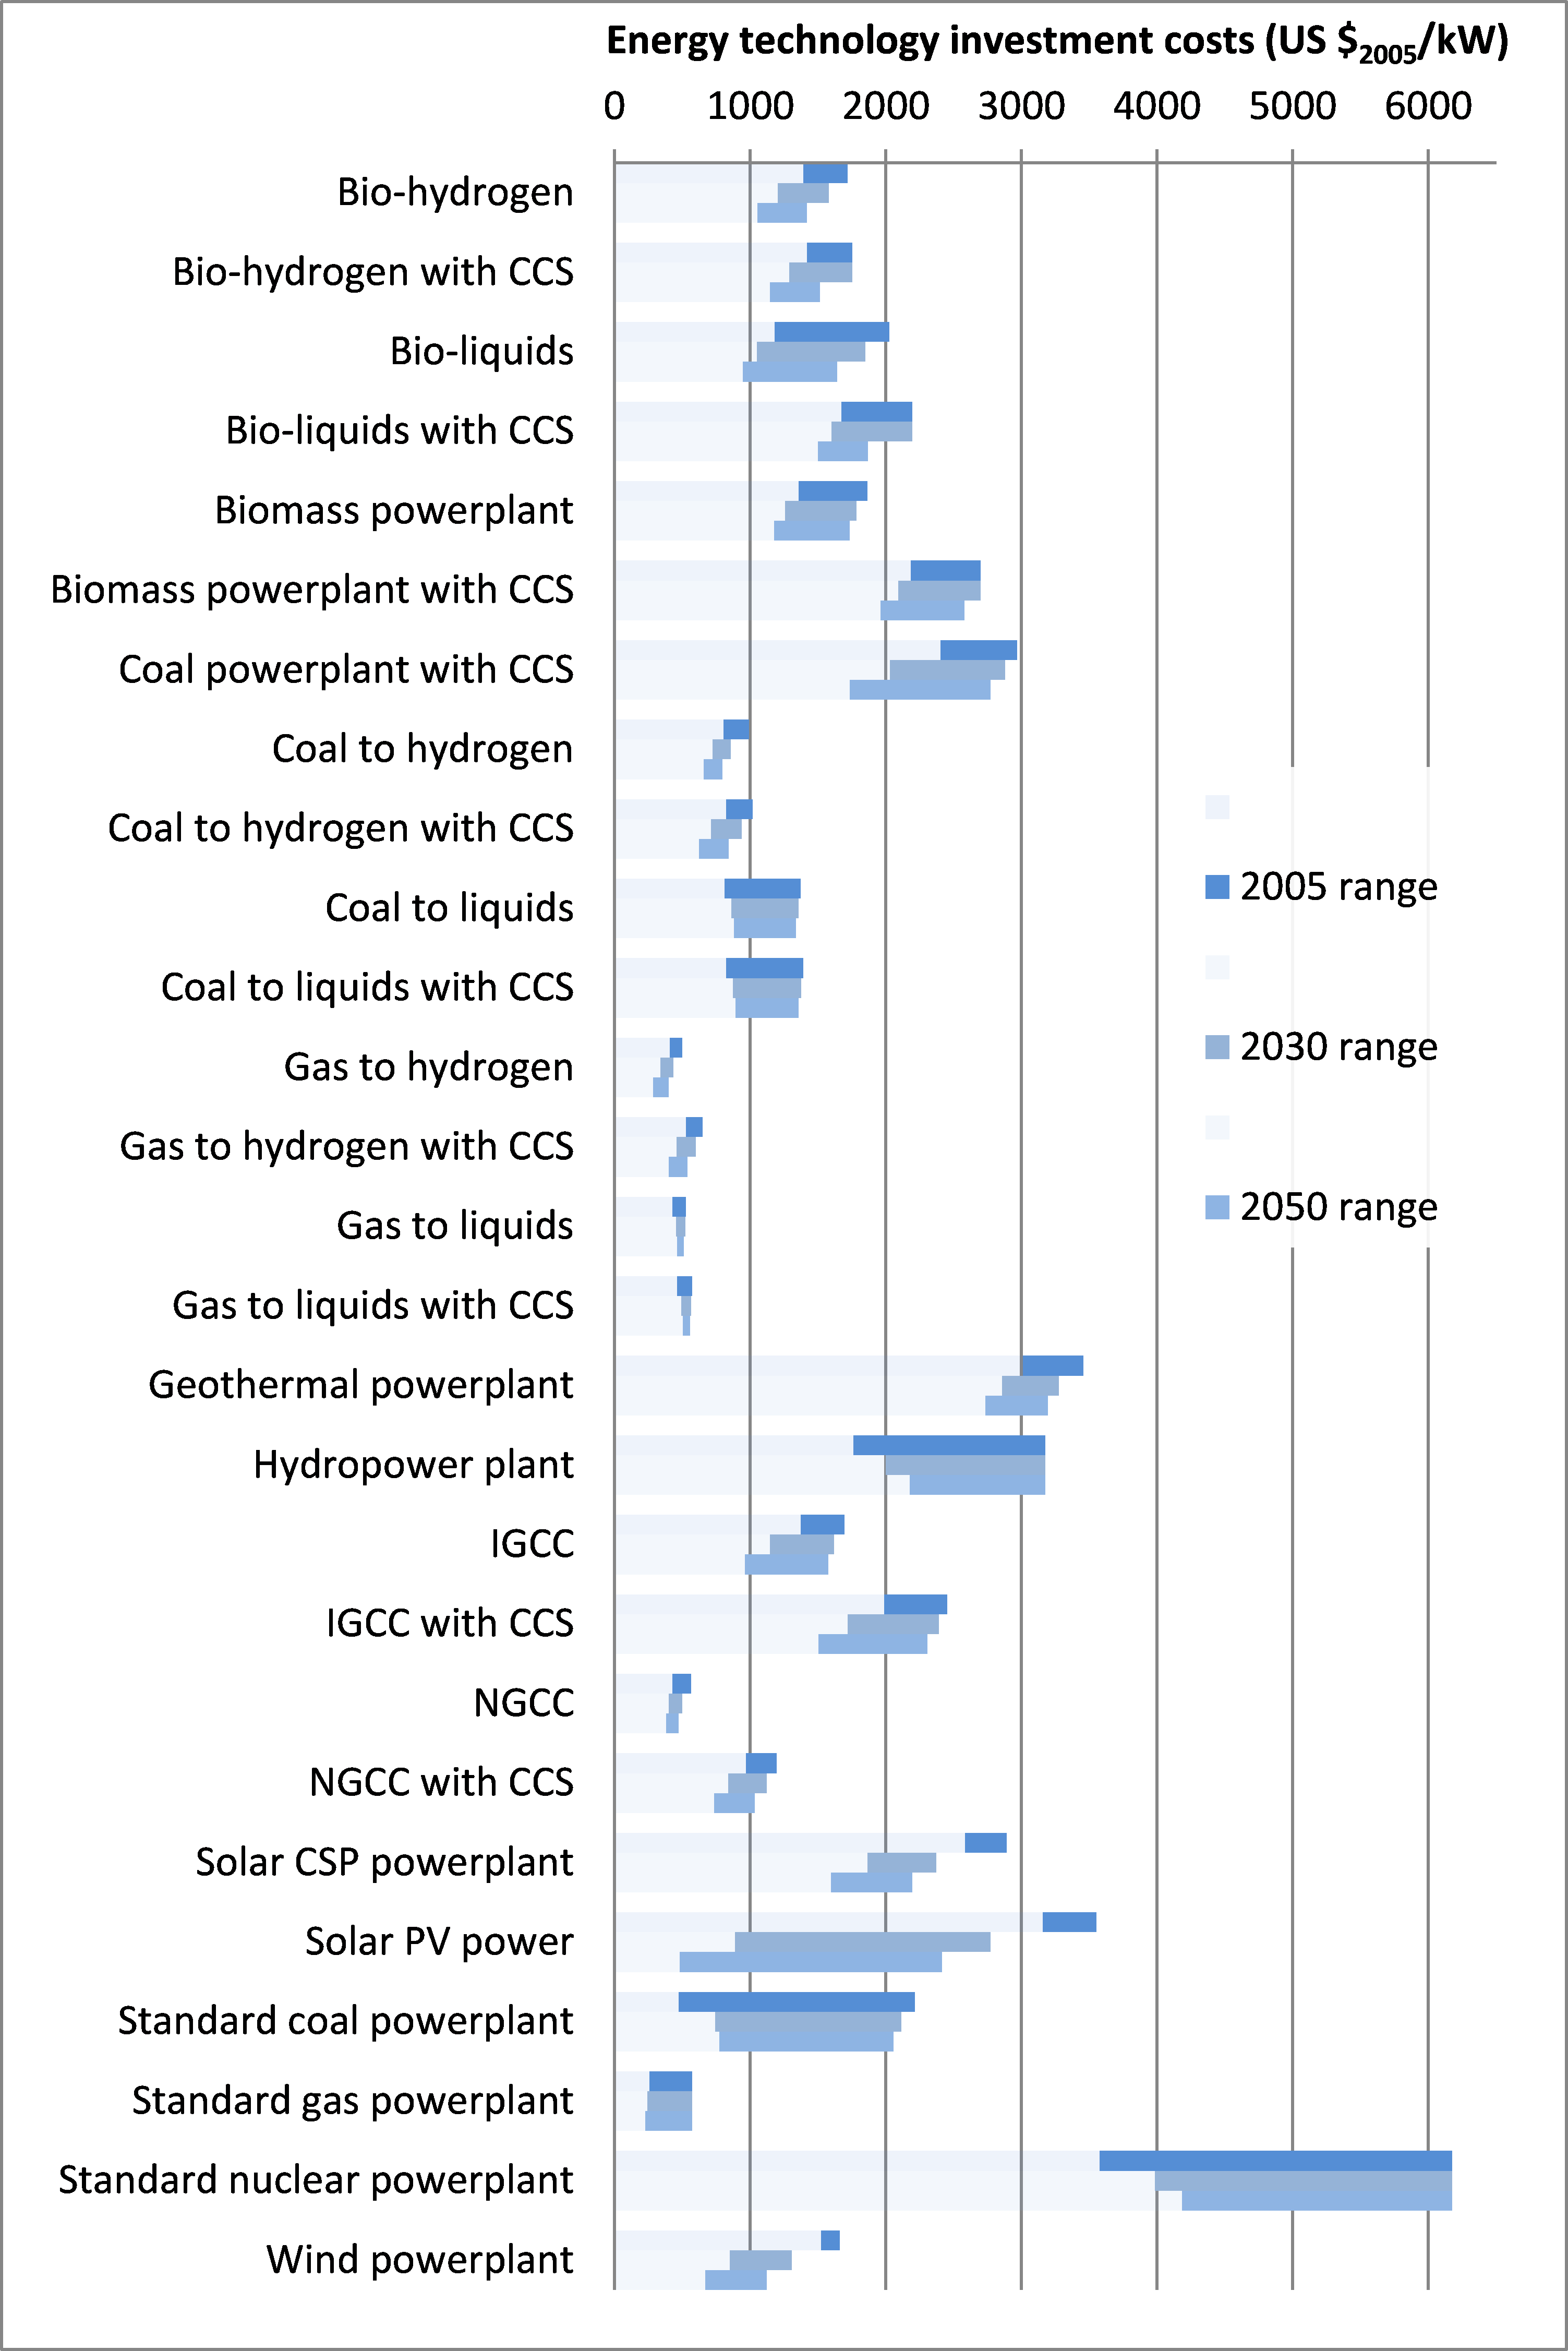 Energy technology investment costs (US $2005/kW)
0 1000 2000 3000 4000 5000 6000
Bio-hydrogen
Bio-hydrogen with CCS
Bio-liquids
Bio-liquids with CCS
Biomass powerplant
Biomass powerplant with CCS
Coal powerplant with CCS
Coal to hydrogen
Coal to hydrogen with CCS
Coal to liquids
Coal to liquids with CCS
Gas to hydrogen
Gas to hydrogen with CCS
Gas to liquids
Gas to liquids with CCS
Geothermal powerplant
Hydropower plant
IGCC
IGCC with CCS
NGCC
NGCC with CCS
Solar CSP powerplant
Solar PV power
Standard coal powerplant
Standard gas powerplant
Standard nuclear powerplant
Wind powerplant
2005 range
2030 range
2050 range